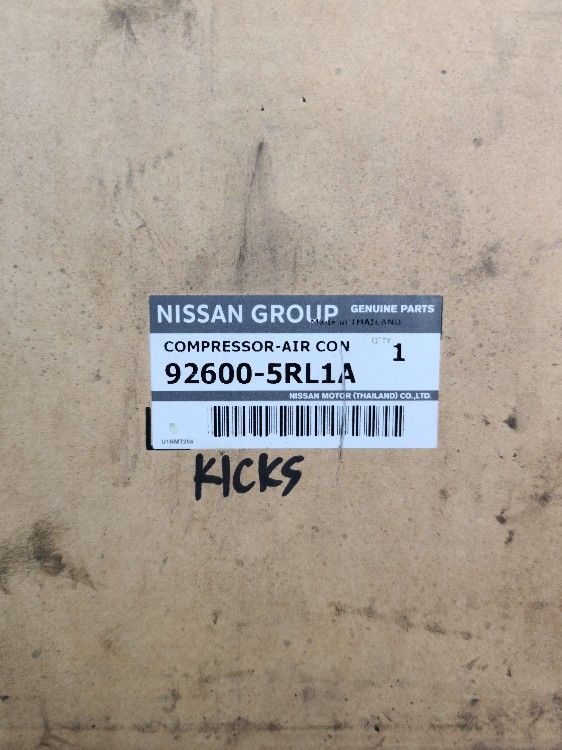 NISSAN GROUP GENUINE PARTS
Made in THAILAND
COMPRESSOR-AIR CON Q'TY 1
92600-5RL1A
NISSAN MOTOR (THAILAND) CO.,LTD.
U1NMT204
KICKS